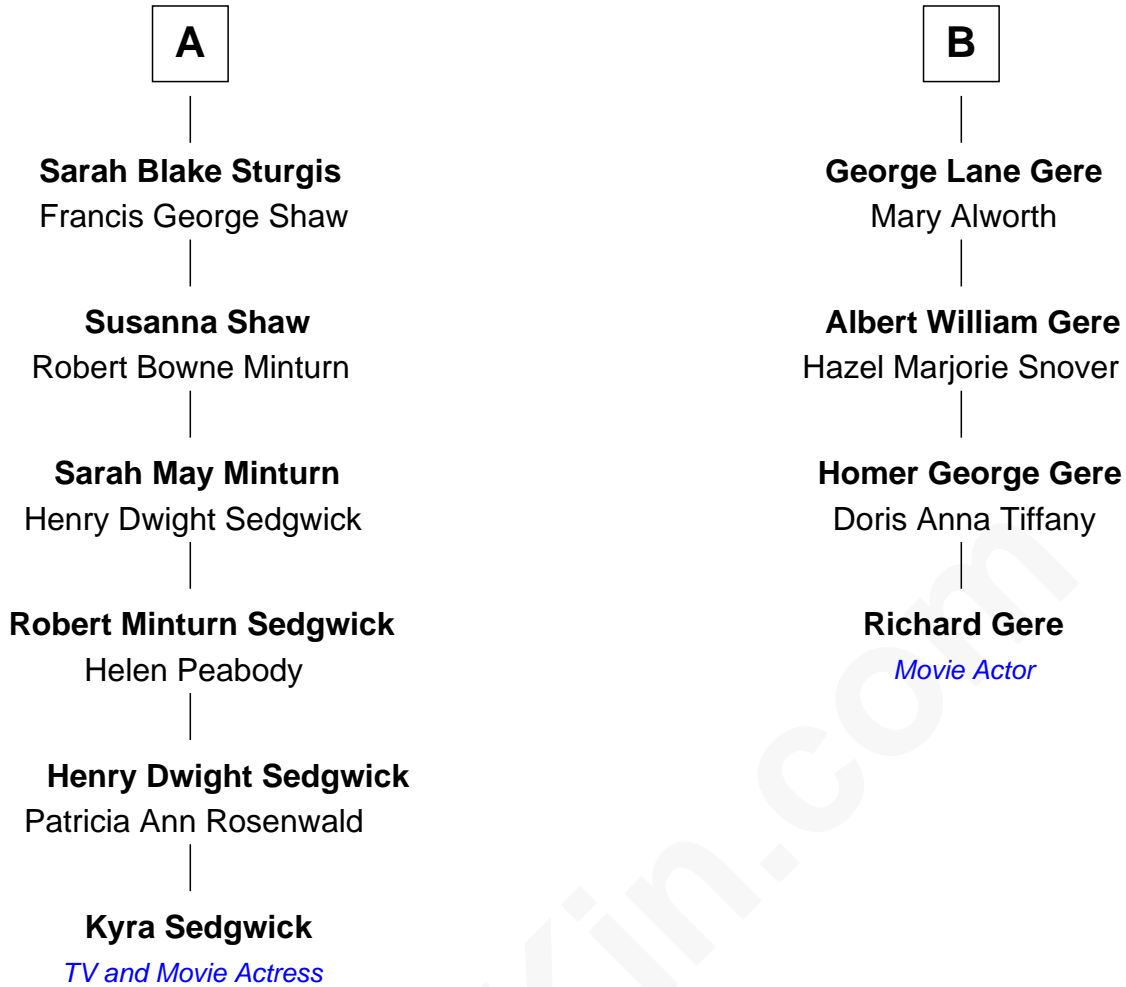 A
Sarah Blake Sturgis
Francis George Shaw
Susanna Shaw
Robert Bowne Minturn
Sarah May Minturn
Henry Dwight Sedgwick
Robert Minturn Sedgwick
Helen Peabody
Henry Dwight Sedgwick
Patricia Ann Rosenwald
Kyra Sedgwick
TV and Movie Actress
B
George Lane Gere
Mary Alworth
Albert William Gere
Hazel Marjorie Snover
Homer George Gere
Doris Anna Tiffany
Richard Gere
Movie Actor
Kin.com